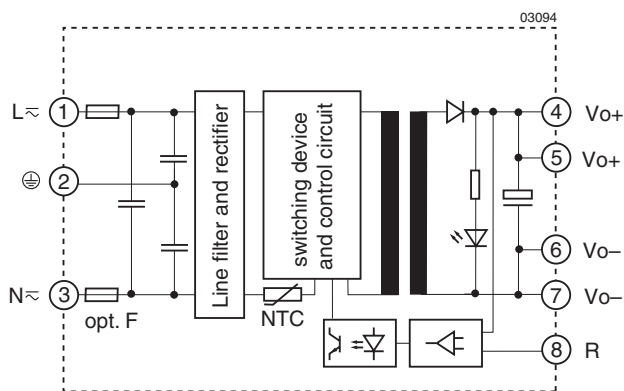 03094
L≂
1
2
N≂
3
opt. F
Line filter and rectifier
switching device
and control circuit
NTC
4
Vo+
5
Vo+
6
Vo–
7
Vo–
8
R